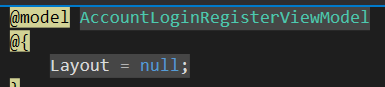 @model AccountLoginRegisterViewModel
@{
Layout = null;
}